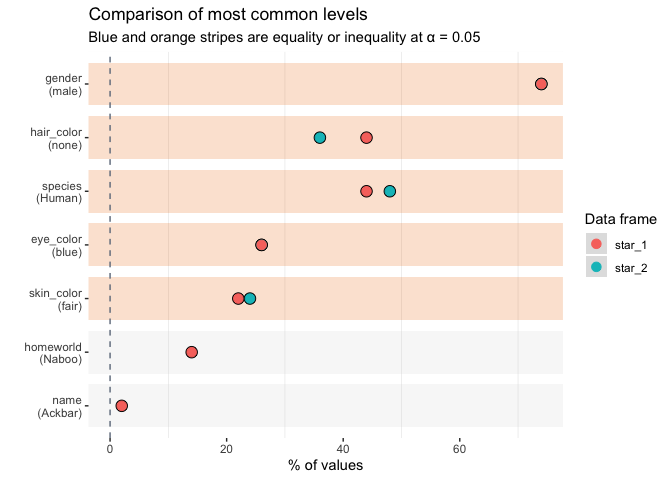 Comparison of most common levels
Blue and orange stripes are equality or inequality at α = 0.05
gender
(male)
hair_color
(none)
species
(Human)
eye_color
(blue)
skin_color
(fair)
homeworld
(Naboo)
name
(Ackbar)
0
20
40
60
% of values
Data frame
star_1
star_2